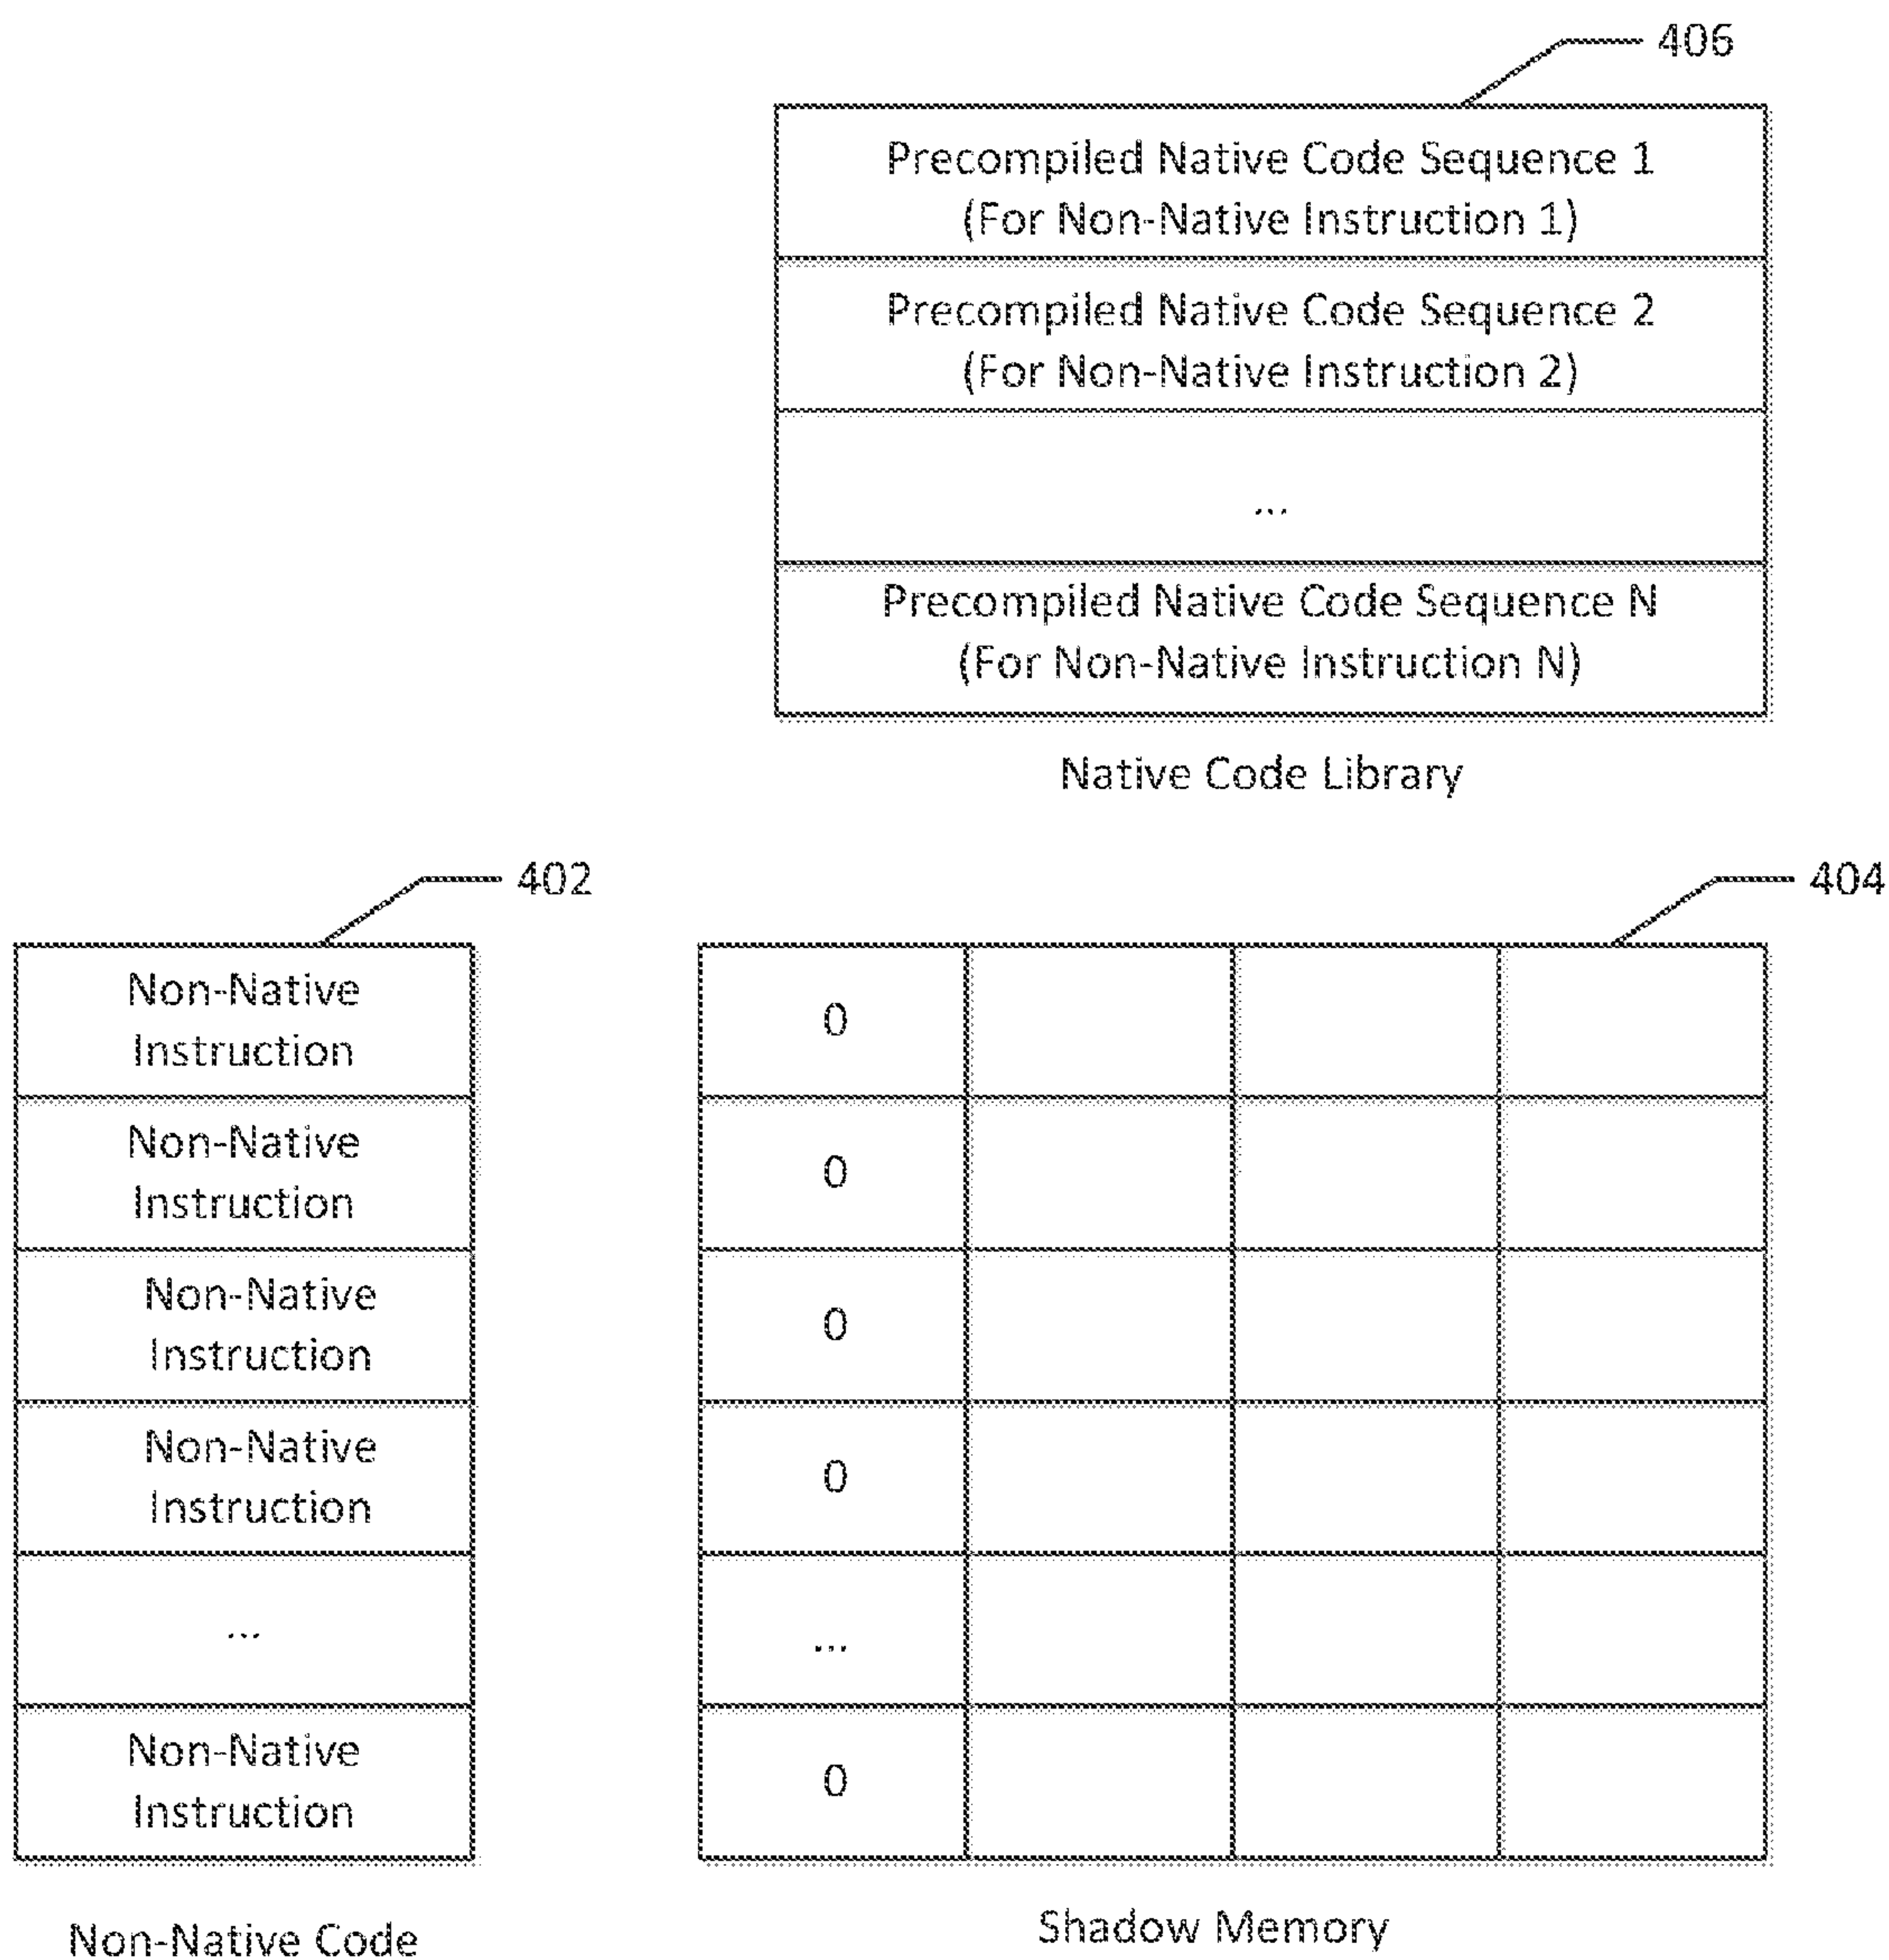 406
Precompiled Native Code Sequence 1
(For Non-Native Instruction 1)
Precompiled Native Code Sequence 2
(For Non-Native Instruction 2)
...
Precompiled Native Code Sequence N
(For Non-Native Instruction N)
Native Code Library
402
Non-Native
Instruction
Non-Native
Instruction
Non-Native
Instruction
Non-Native
Instruction
...
Non-Native
Instruction
Non-Native Code
404
0
0
0
0
...
0
Shadow Memory